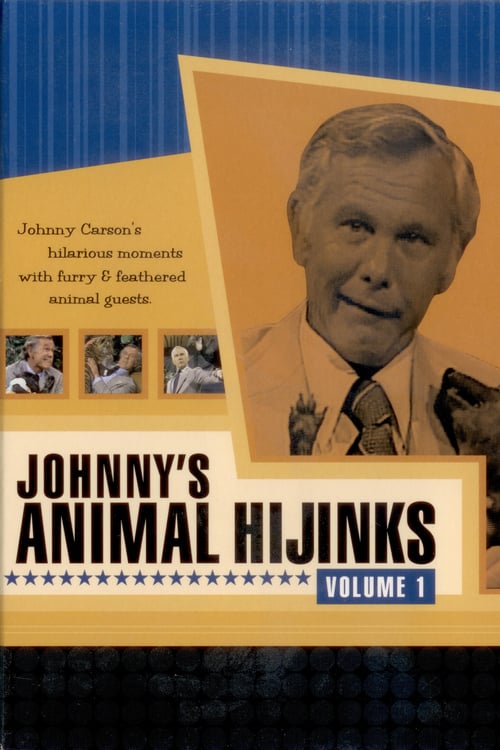 Johnny Carson's
hilarious moments
with furry & feathered
animal guests.
JOHNNY'S
ANIMAL HIJINKS
VOLUME 1